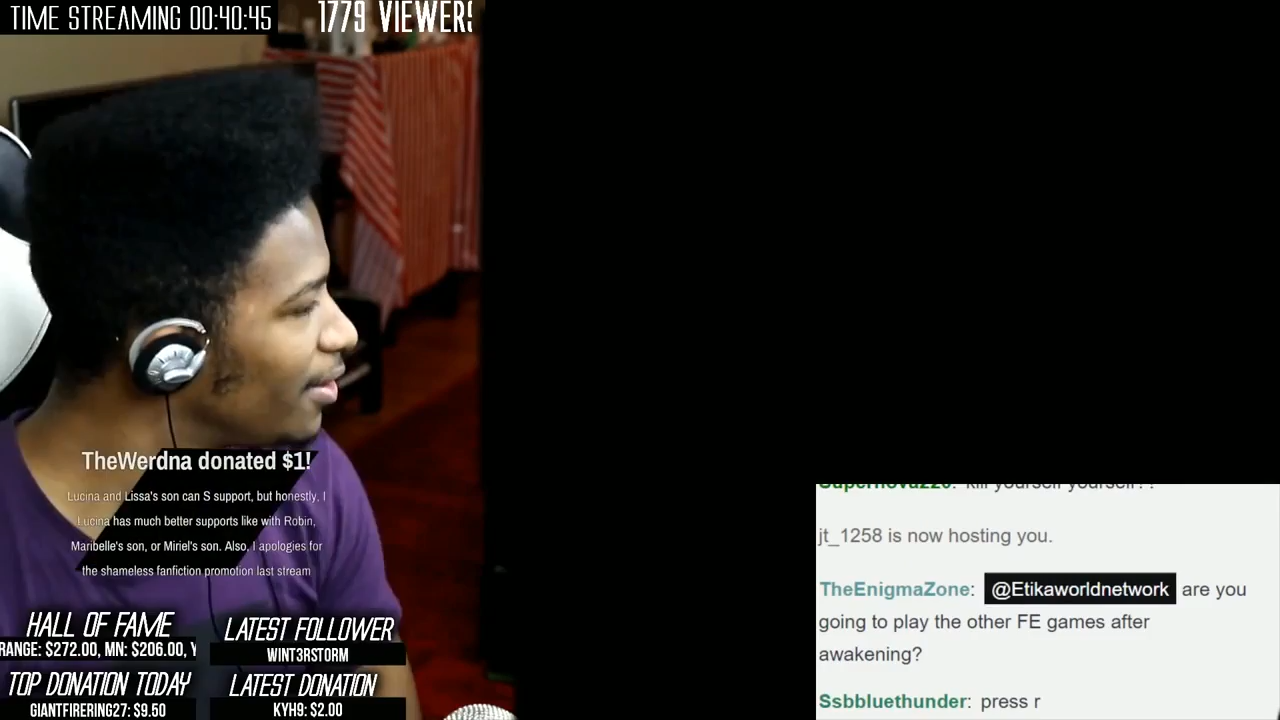 TIME STREAMING 00:40:45
1779 VIEWERS
TheWerdna donated $1!
Lucina and Lissa's son can S support, but honestly, I
Lucina has much better supports like with Robin,
Maribelle's son, or Miriel's son. Also, I apologies for
the shameless fanfiction promotion last stream
HALL OF FAME
RANGE: $272.00, MN: $206.00, Y
LATEST FOLLOWER
WINT3RSTORM
TOP DONATION TODAY
GIANTFIRERING27: $9.50
LATEST DONATION
KYH9: $2.00
jt_1258 is now hosting you.
TheEnigmaZone: @Etikaworldnetwork are you
going to play the other FE games after
awakening?
Ssbbluethunder: press r